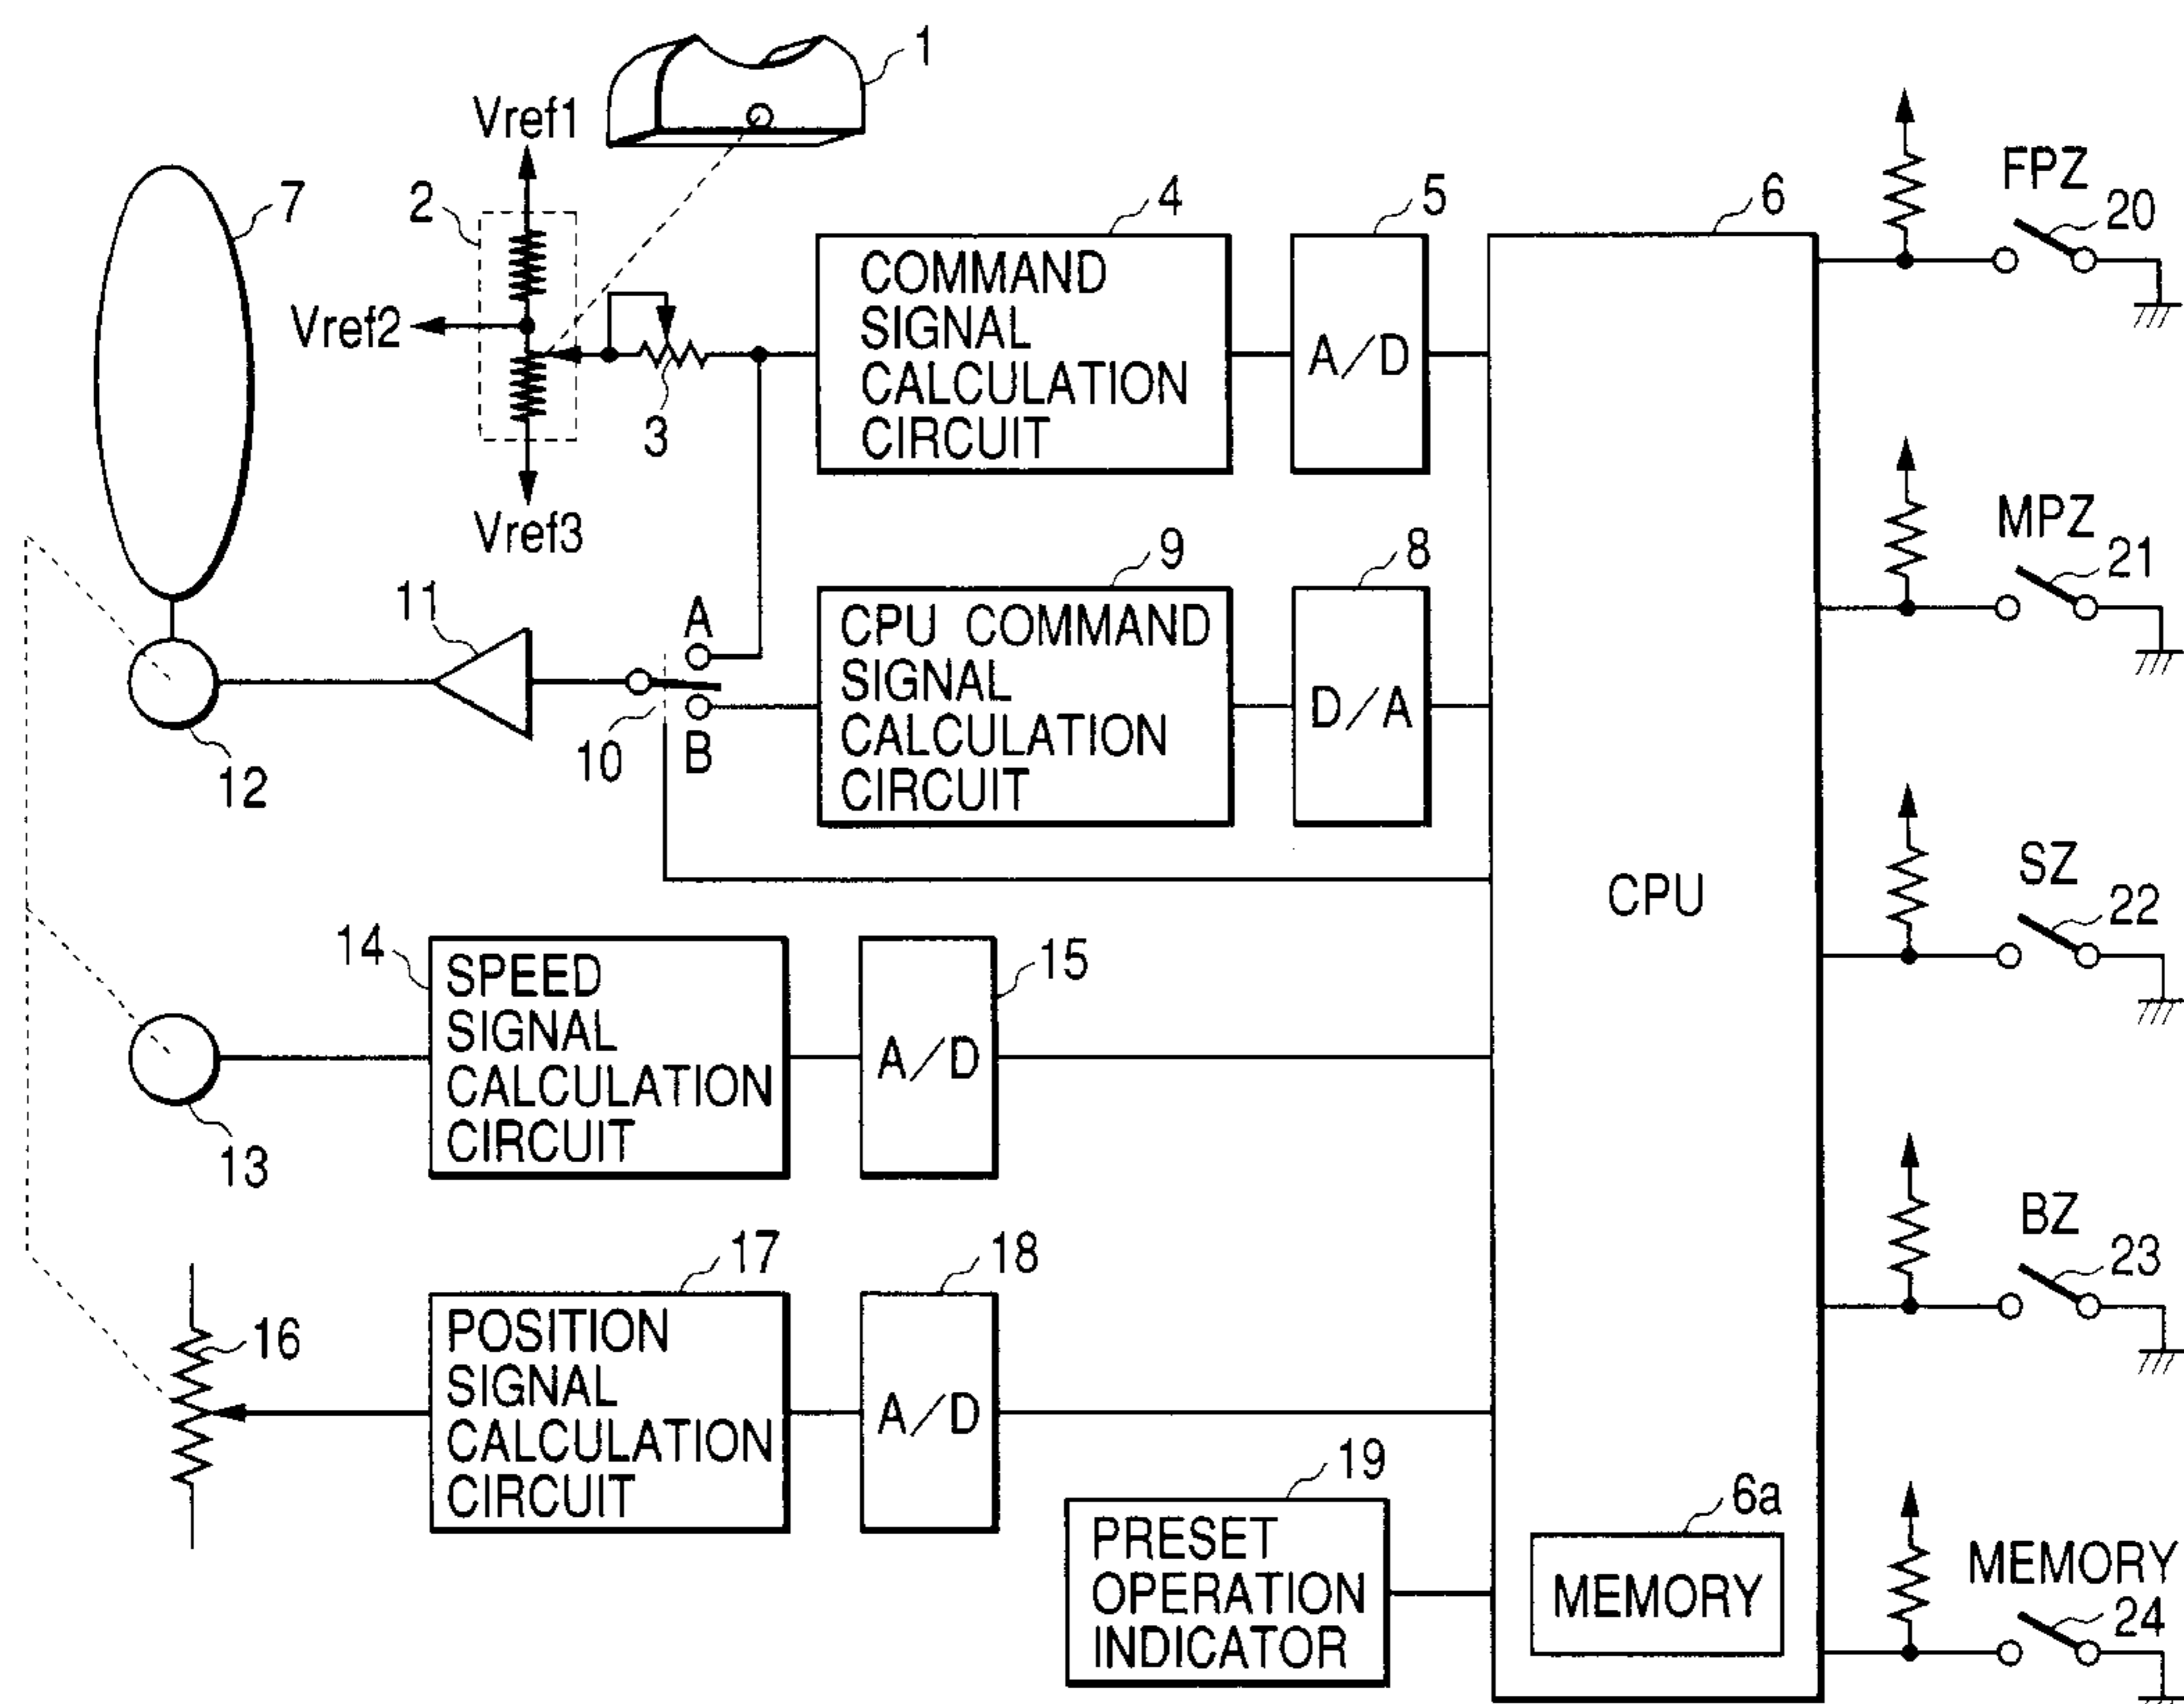 1
Vref1
7
2
Vref2
3
Vref3
4
COMMAND
SIGNAL
CALCULATION
CIRCUIT
5
A/D
6
FPZ
20
MPZ
21
11
A
10
B
9
CPU COMMAND
SIGNAL
CALCULATION
CIRCUIT
8
D/A
12
CPU
SZ
22
14
SPEED
SIGNAL
CALCULATION
CIRCUIT
15
A/D
13
BZ
23
16
17
POSITION
SIGNAL
CALCULATION
CIRCUIT
18
A/D
19
PRESET
OPERATION
INDICATOR
6a
MEMORY
MEMORY
24